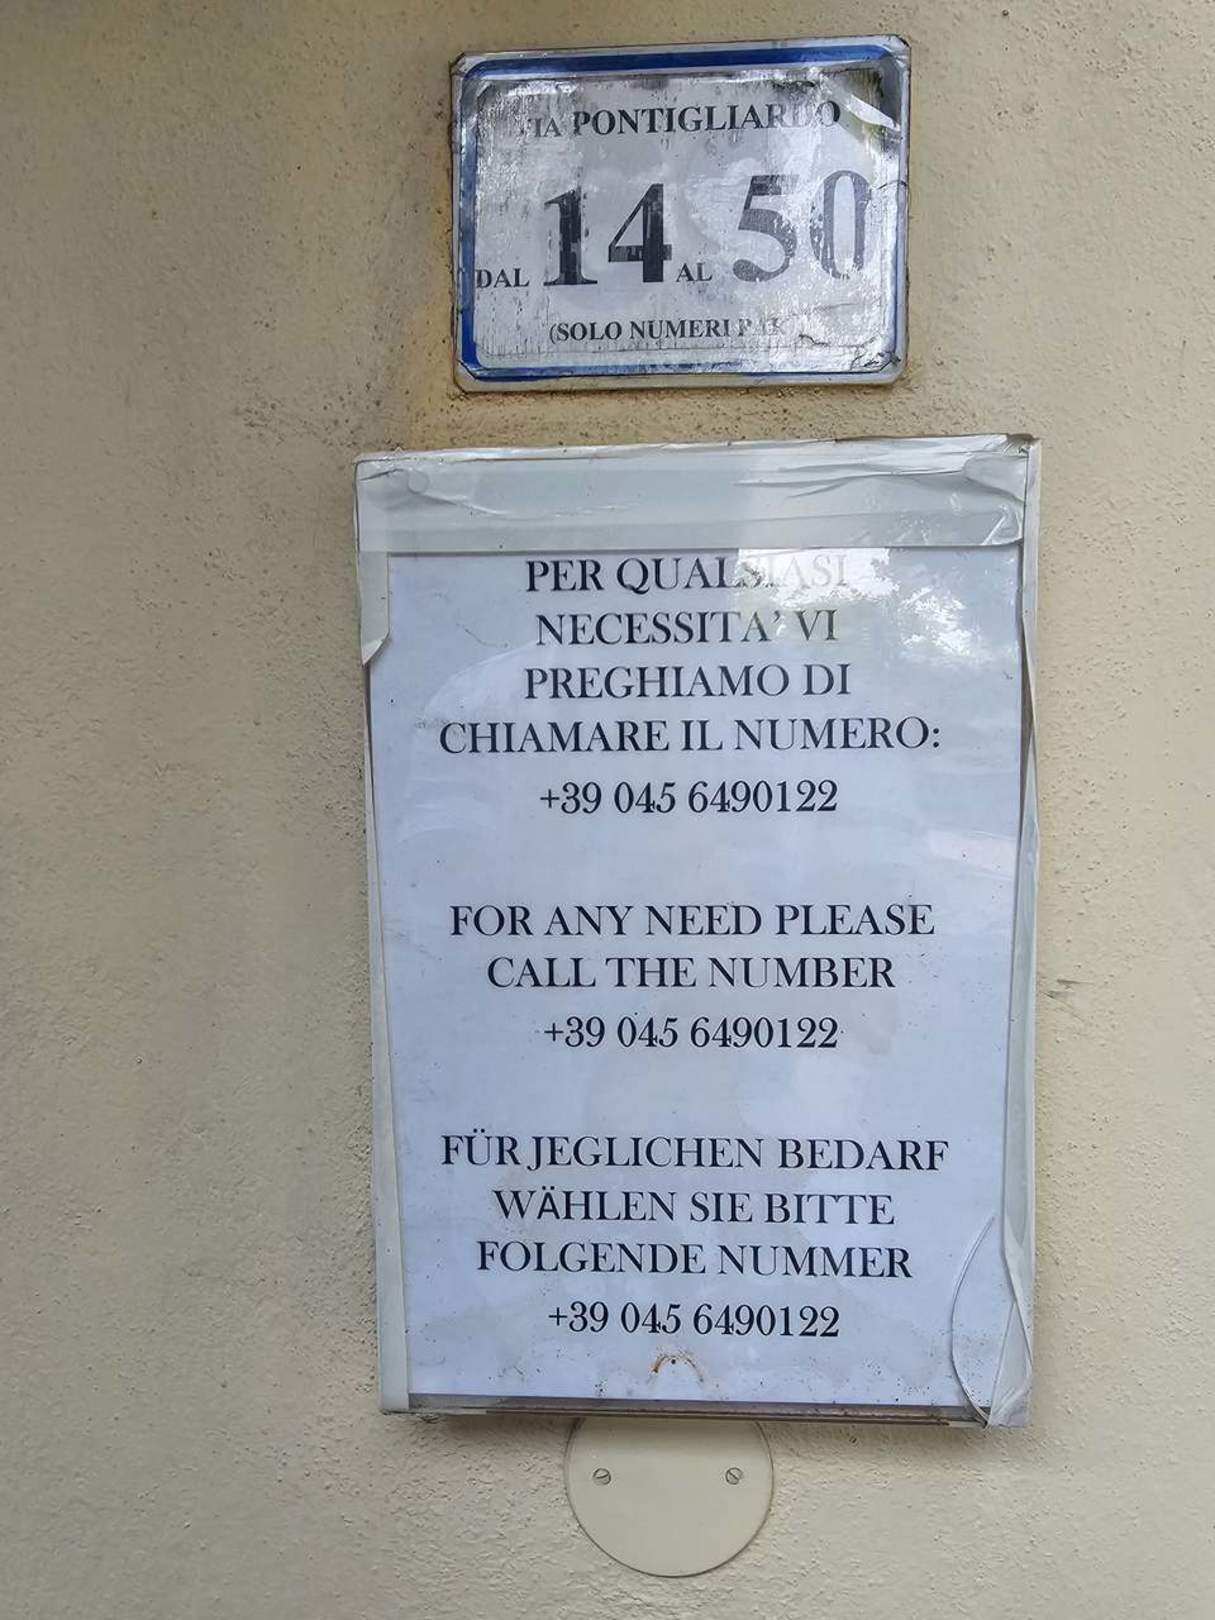 VIA PONTIGLIARDO
DAL 14 AL 50
(SOLO NUMERI PARI
PER QUALSIASI
NECESSITA' VI
PREGHIAMO DI
CHIAMARE IL NUMERO:
+39 045 6490122
FOR ANY NEED PLEASE
CALL THE NUMBER
+39 045 6490122
FÜR JEGLICHEN BEDARF
WÄHLEN SIE BITTE
FOLGENDE NUMMER
+39 045 6490122